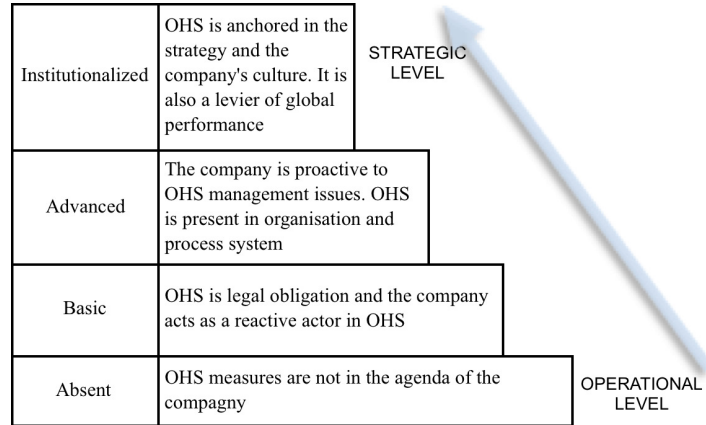 Institutionalized
OHS is anchored in the
strategy and the
company's culture. It is
also a levier of global
performance
STRATEGIC
LEVEL
Advanced
The company is proactive to
OHS management issues. OHS
is present in organisation and
process system
Basic
OHS is legal obligation and the company
acts as a reactive actor in OHS
Absent
OHS measures are not in the agenda of the
compagny
OPERATIONAL
LEVEL